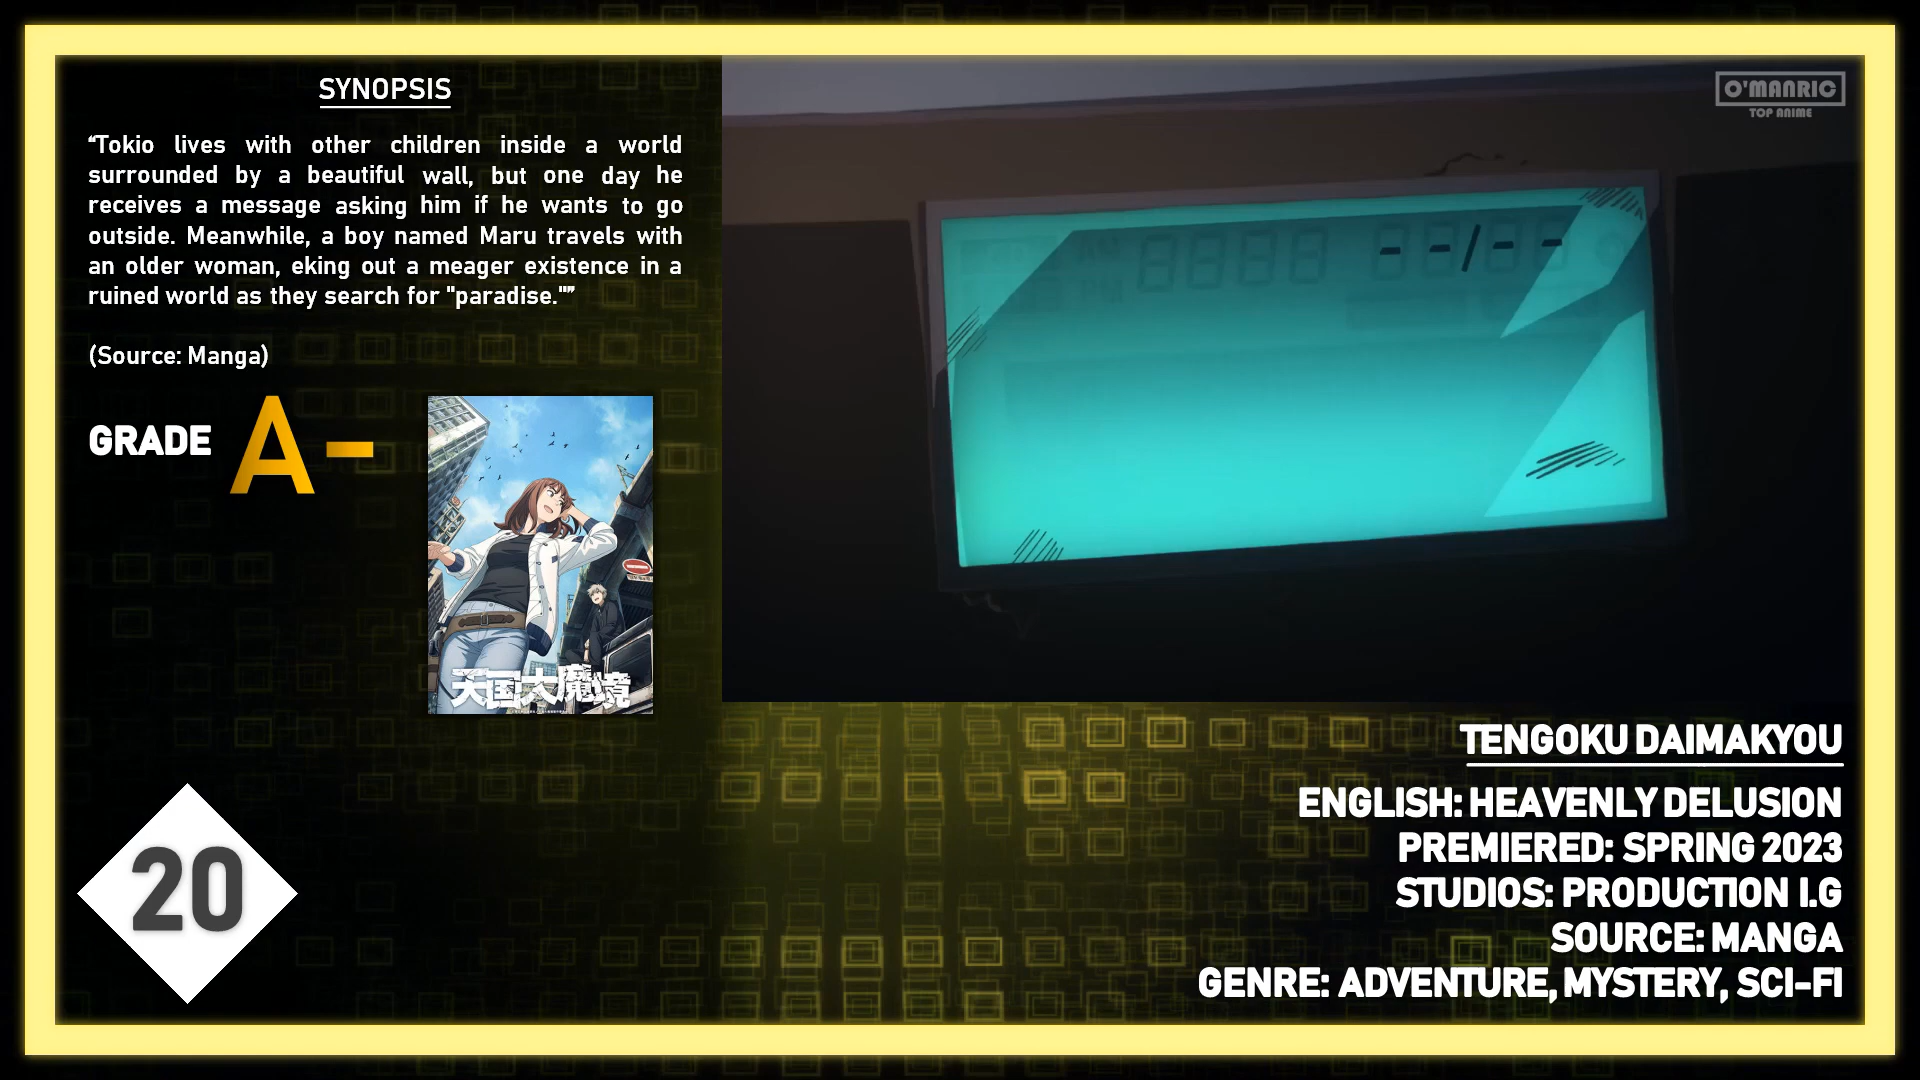 SYNOPSIS
“Tokio lives with other children inside a world
surrounded by a beautiful wall, but one day he
receives a message asking him if he wants to go
outside. Meanwhile, a boy named Maru travels with
an older woman, eking out a meager existence in a
ruined world as they search for "paradise."”
(Source: Manga)
GRADE A-
天国大魔境
20
O'MANRIC
TOP ANIME
- -/- -
TENGOKU DAIMAKYOU
ENGLISH: HEAVENLY DELUSION
PREMIERED: SPRING 2023
STUDIOS: PRODUCTION I.G
SOURCE: MANGA
GENRE: ADVENTURE, MYSTERY, SCI-FI